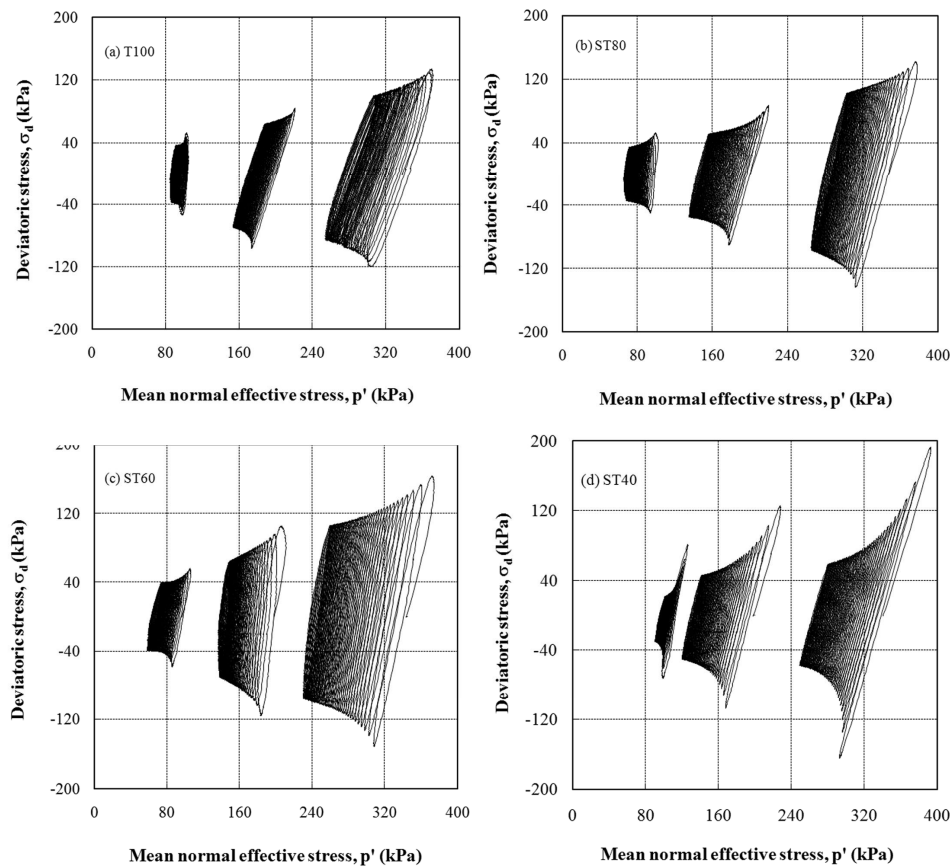 200
120
40
-40
-120
-200
Deviatoric stress, σd (kPa)
(a) T100
0 80 160 240 320 400
Mean normal effective stress, p' (kPa)
200
120
40
-40
-120
-200
Deviatoric stress, σd (kPa)
(b) ST80
0 80 160 240 320 400
Mean normal effective stress, p' (kPa)
200
120
40
-40
-120
-200
Deviatoric stress, σd (kPa)
(c) ST60
0 80 160 240 320 400
Mean normal effective stress, p' (kPa)
200
120
40
-40
-120
-200
Deviatoric stress, σd (kPa)
(d) ST40
0 80 160 240 320 400
Mean normal effective stress, p' (kPa)